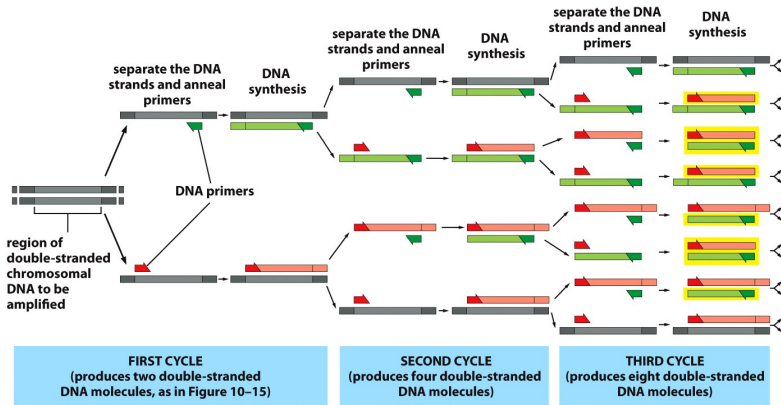 separate the DNA
strands and anneal
primers
DNA
synthesis
separate the DNA
strands and anneal
primers
DNA
synthesis
separate the DNA
strands and anneal
primers
DNA
synthesis
DNA primers
region of
double-stranded
chromosomal
DNA to be
amplified
FIRST CYCLE
(produces two double-stranded
DNA molecules, as in Figure 10–15)
SECOND CYCLE
(produces four double-stranded
DNA molecules)
THIRD CYCLE
(produces eight double-stranded
DNA molecules)